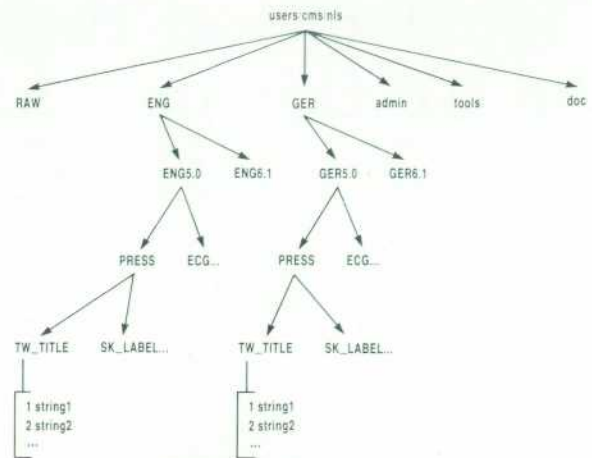 users cms nls
RAW ENG GER admin tools doc
ENG5.0 ENG6.1 GER5.0 GER6.1
PRESS ECG... PRESS ECG...
TW_TITLE SK_LABEL... TW_TITLE SK_LABEL...
1 string1 1 string1
2 string2 2 string2
... ...